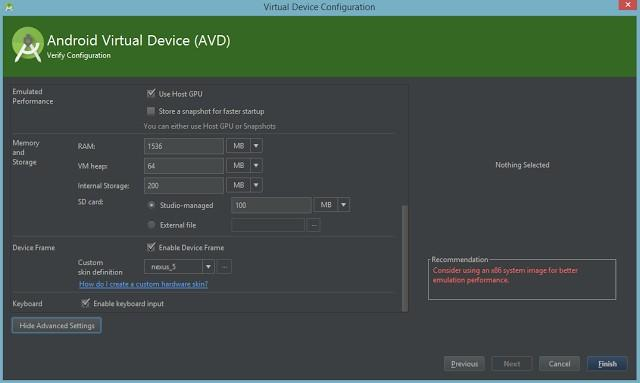 Virtual Device Configuration
Android Virtual Device (AVD)
Verify Configuration
Emulated Performance
Use Host GPU
Store a snapshot for faster startup
You can either use Host GPU or Snapshots
Memory and Storage
RAM: 1536 MB
VM heap: 64 MB
Internal Storage: 200 MB
SD card: Studio-managed 100 MB
External file ...
Device Frame Enable Device Frame
Custom skin definition nexus_5 ...
How do I create a custom hardware skin?
Keyboard Enable keyboard input
Hide Advanced Settings
Nothing Selected
Recommendation
Consider using an x86 system image for better
emulation performance.
Previous Next Cancel Finish